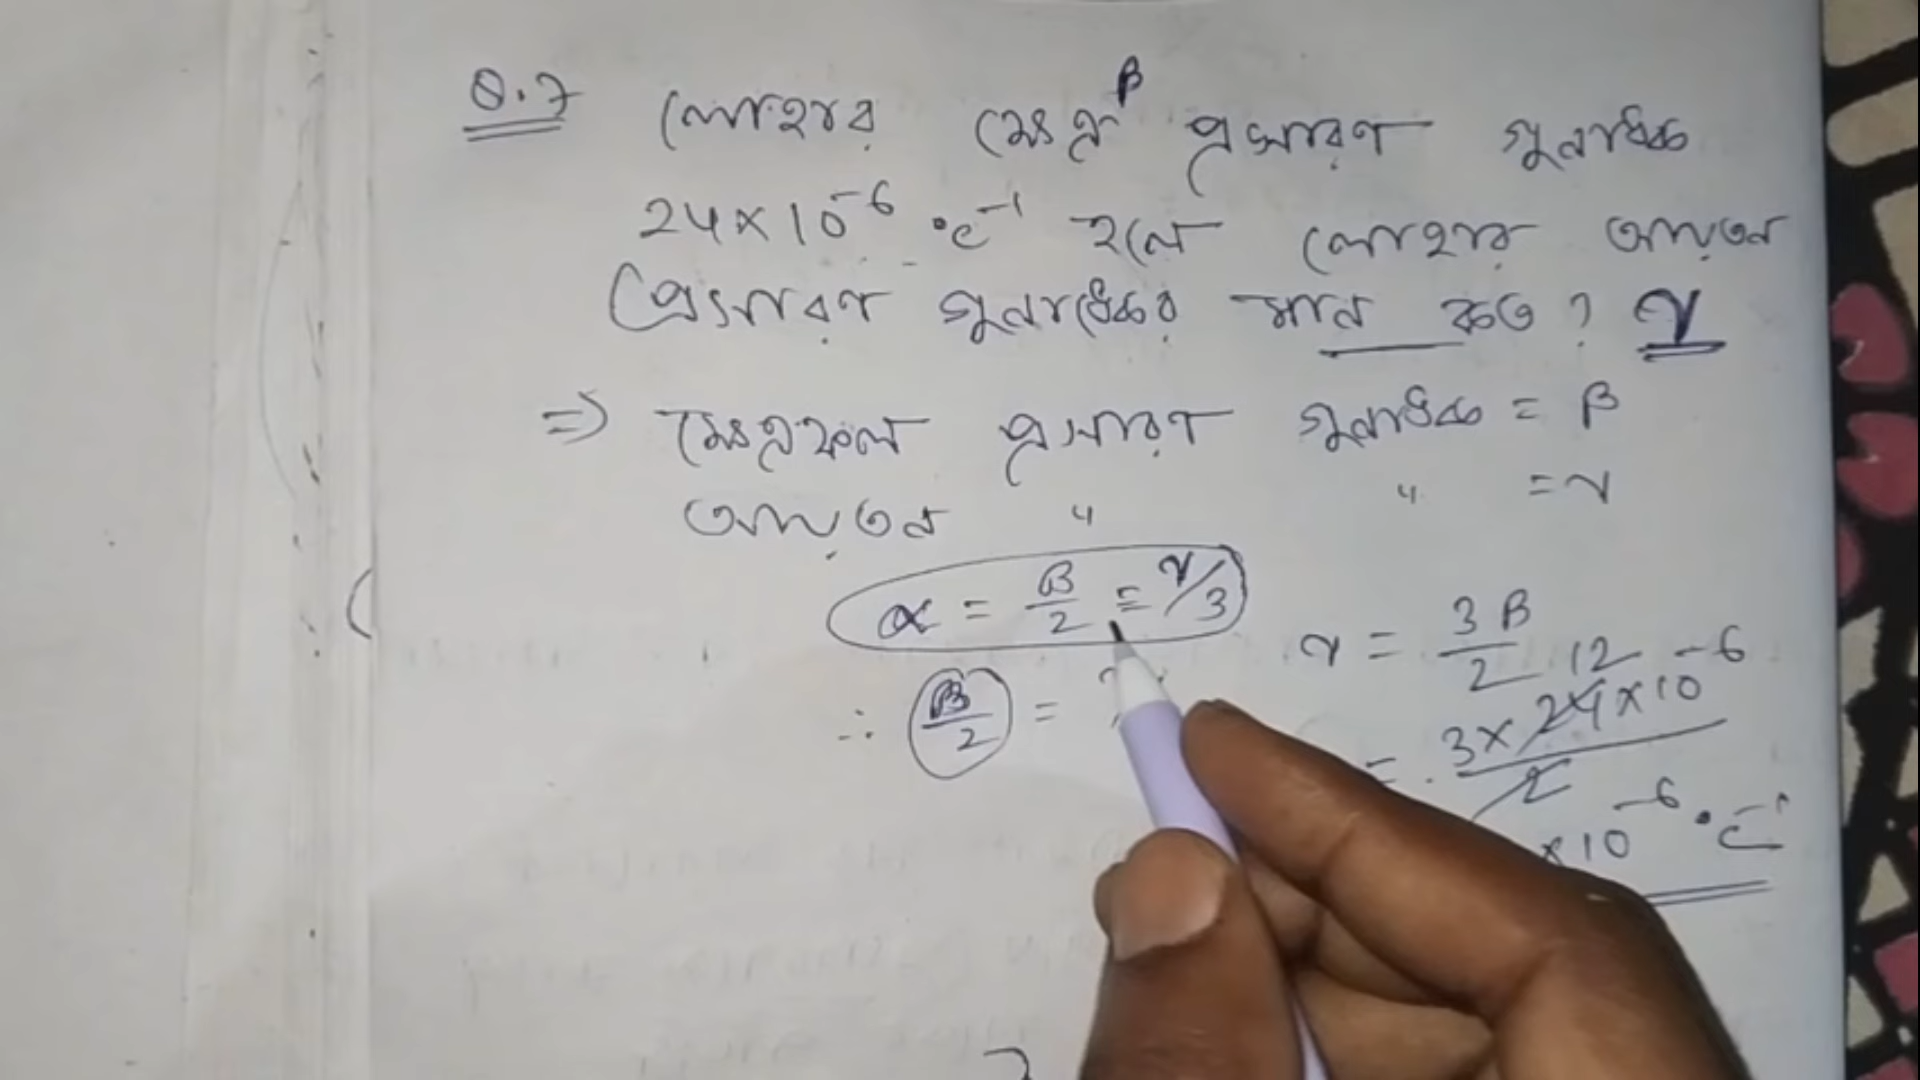 Q.7 লোহার ক্ষেত্র β প্রসারণ গুনাঙ্ক
24×10⁻⁶ °c⁻¹ হলে লোহার আয়তন
প্রসারণ গুনাঙ্কের মান কত? γ
⇒ ক্ষেত্রফল প্রসারণ গুনাঙ্ক = β
আয়তন " " = γ
α = β/2 = γ/3
∴ β/2 =
γ = 3β/2
= 3×24×10⁻⁶/2 12
×10⁻⁶ °c⁻¹